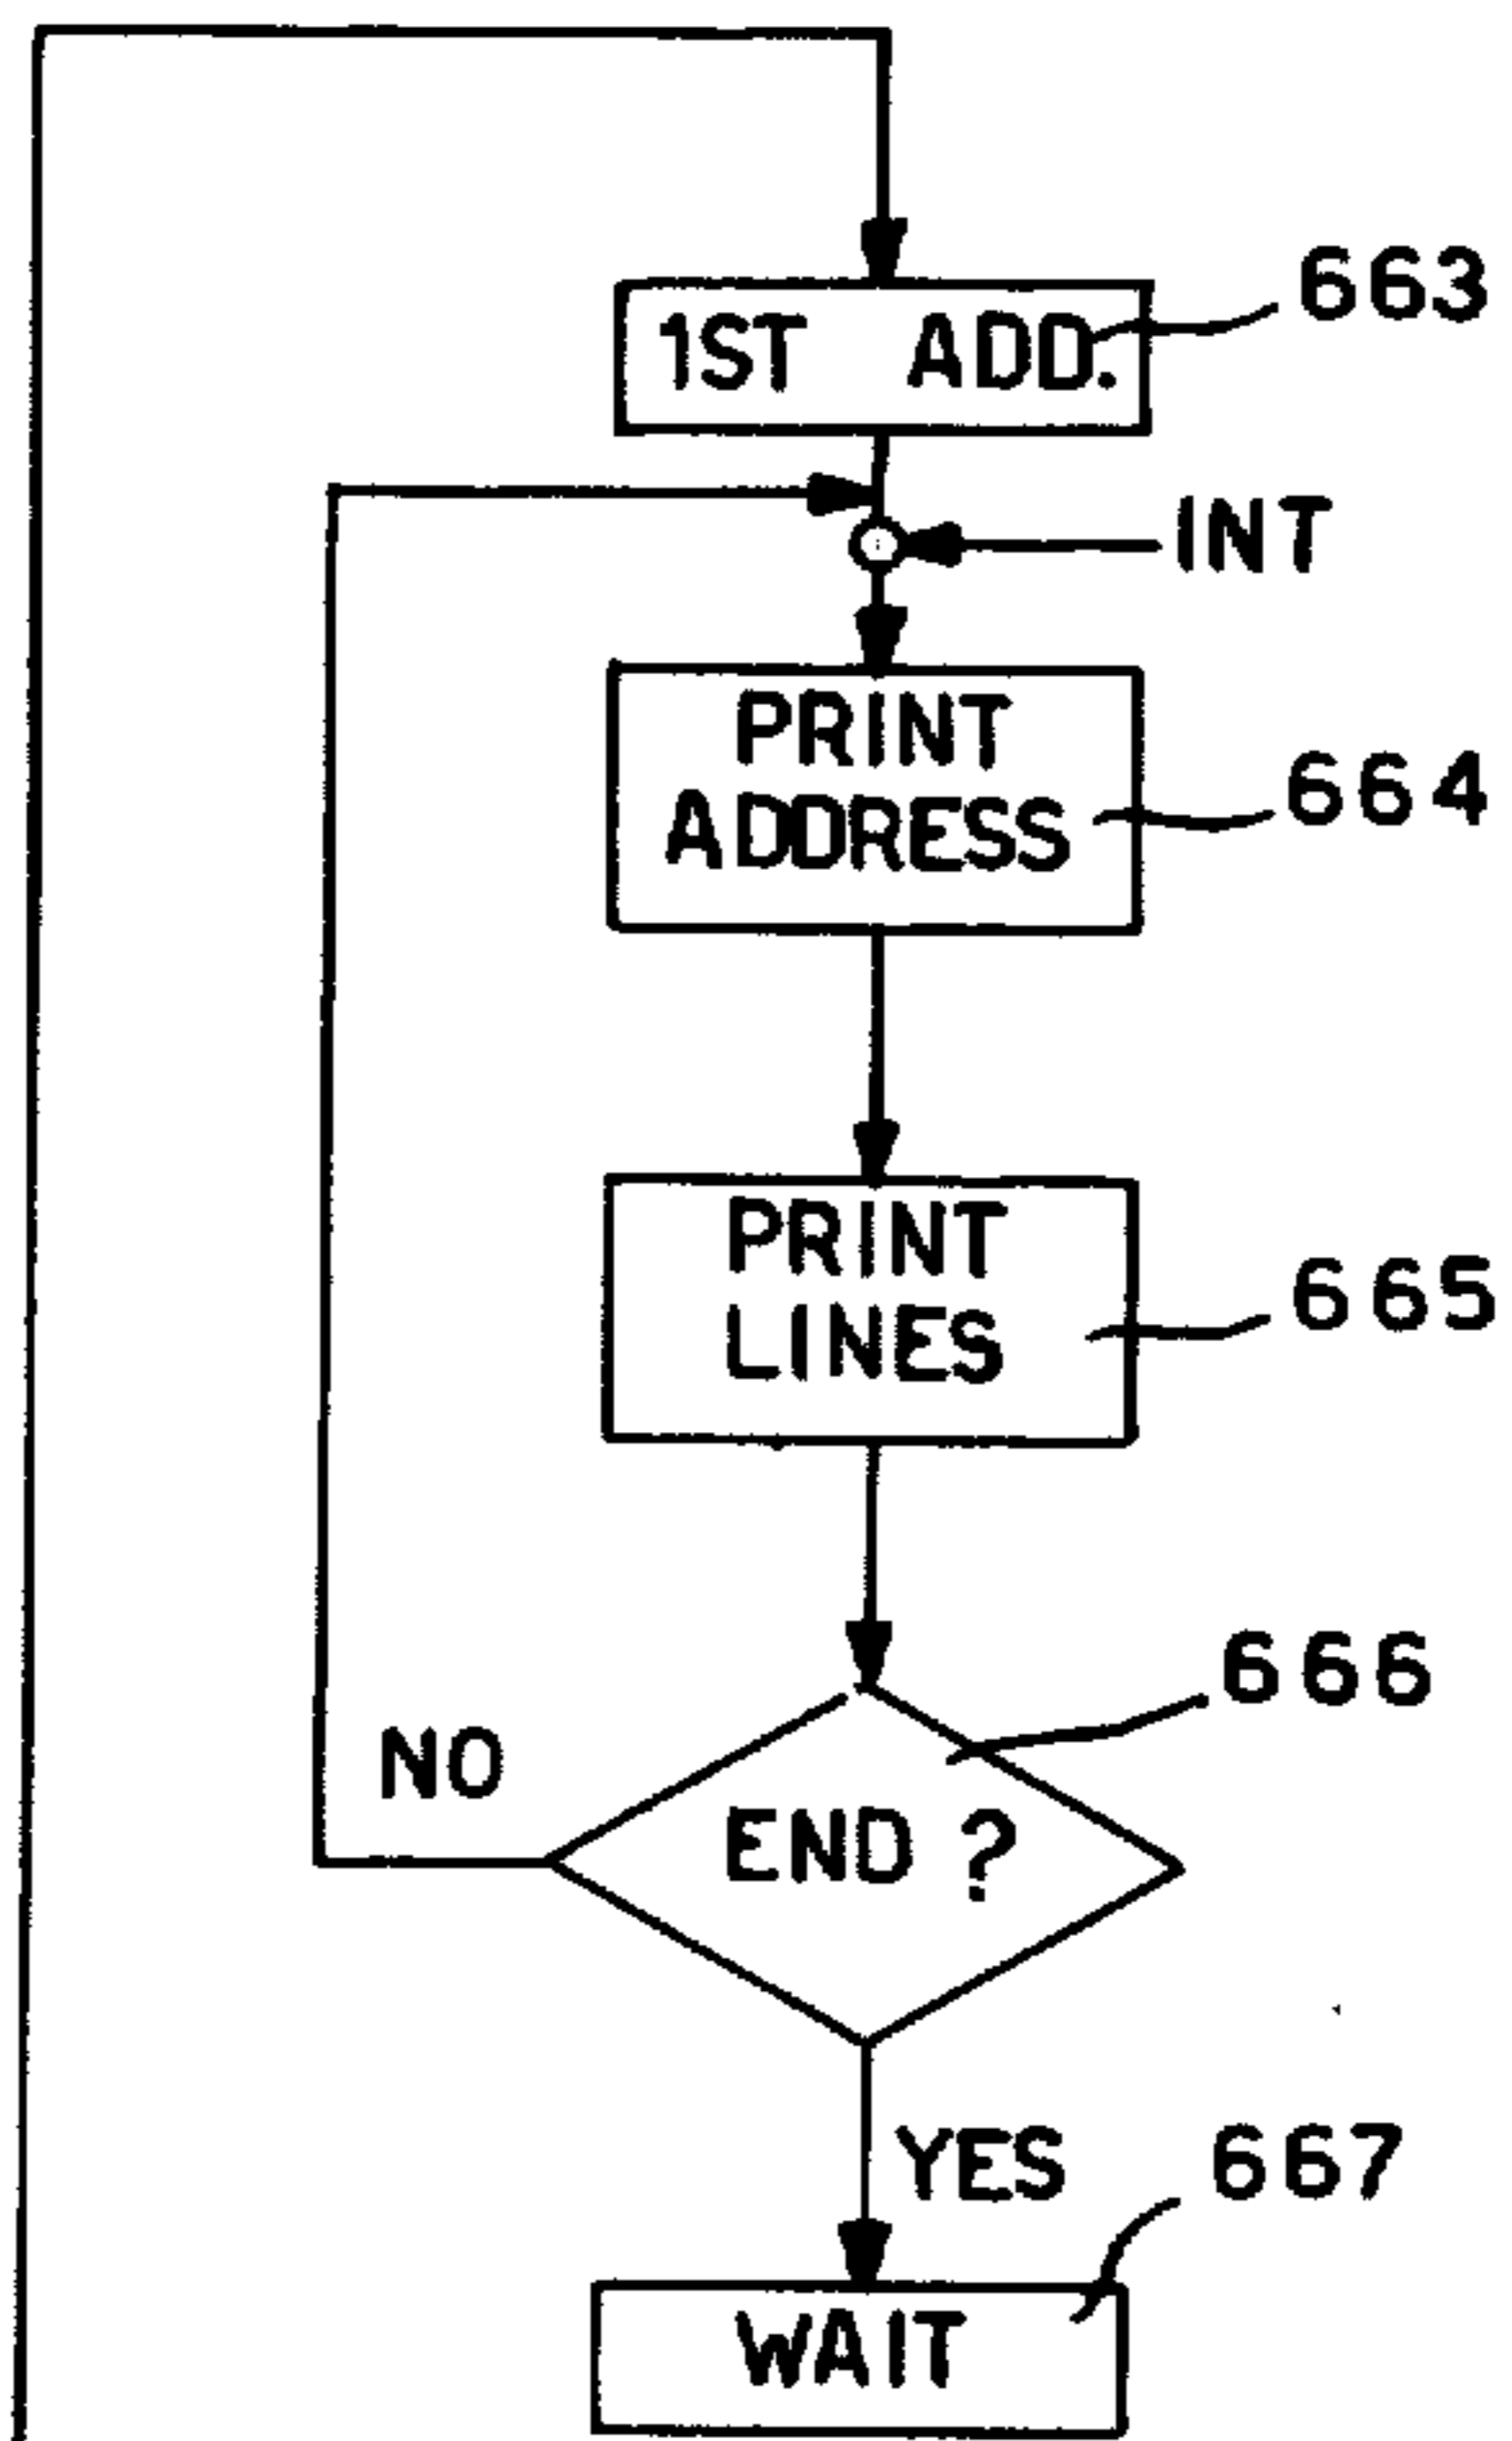 663
1ST ADD.
INT
PRINT
ADDRESS
664
PRINT
LINES
665
666
NO
END ?
YES
667
WAIT